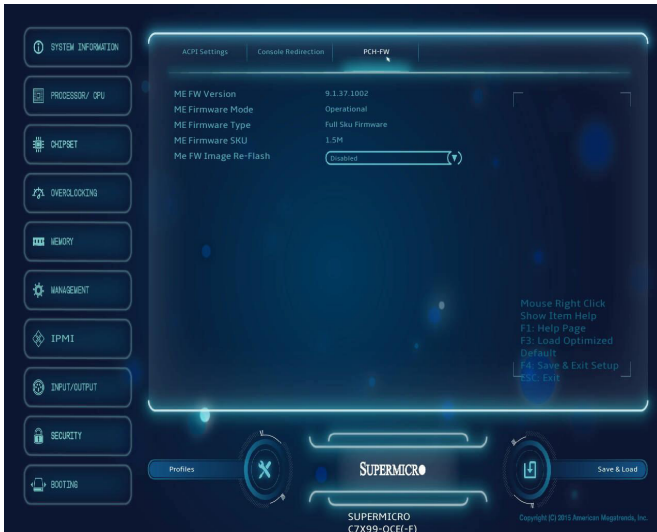 SYSTEM INFORMATION
PROCESSOR/ CPU
CHIPSET
OVERCLOCKING
MEMORY
MANAGEMENT
IPMI
INPUT/OUTPUT
SECURITY
BOOTING
ACPI Settings
Console Redirection
PCH-FW
ME FW Version 9.1.37.1002
ME Firmware Mode Operational
ME Firmware Type Full Sku Firmware
ME Firmware SKU 1.5M
Me FW Image Re-Flash Disabled
Mouse Right Click
Show Item Help
F1: Help Page
F3: Load Optimized
Default
F4: Save & Exit Setup
ESC: Exit
Profiles
SUPERMICRO
Save & Load
SUPERMICRO
C7X99-OCE(-F)
Copyright (C) 2015 American Megatrends, Inc.